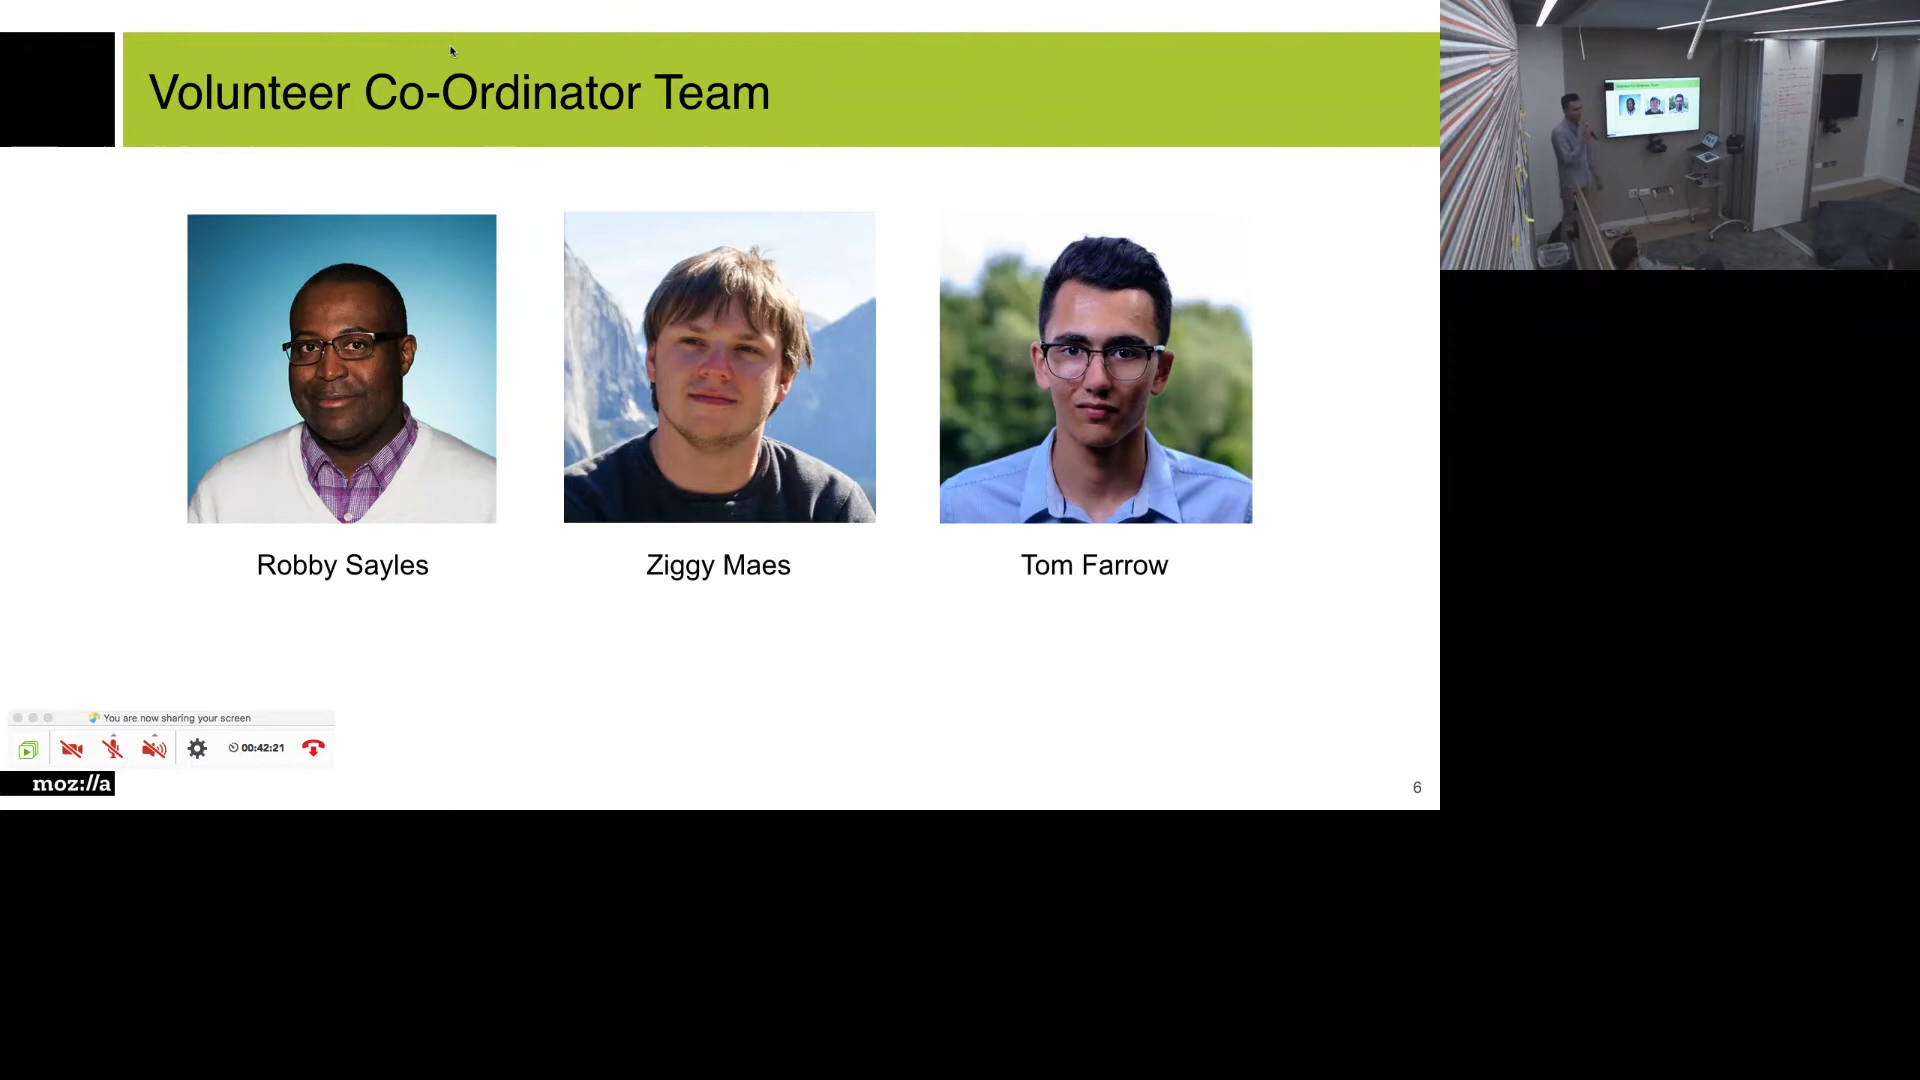 Volunteer Co-Ordinator Team
Robby Sayles
Ziggy Maes
Tom Farrow
You are now sharing your screen
00:42:21
moz://a
6